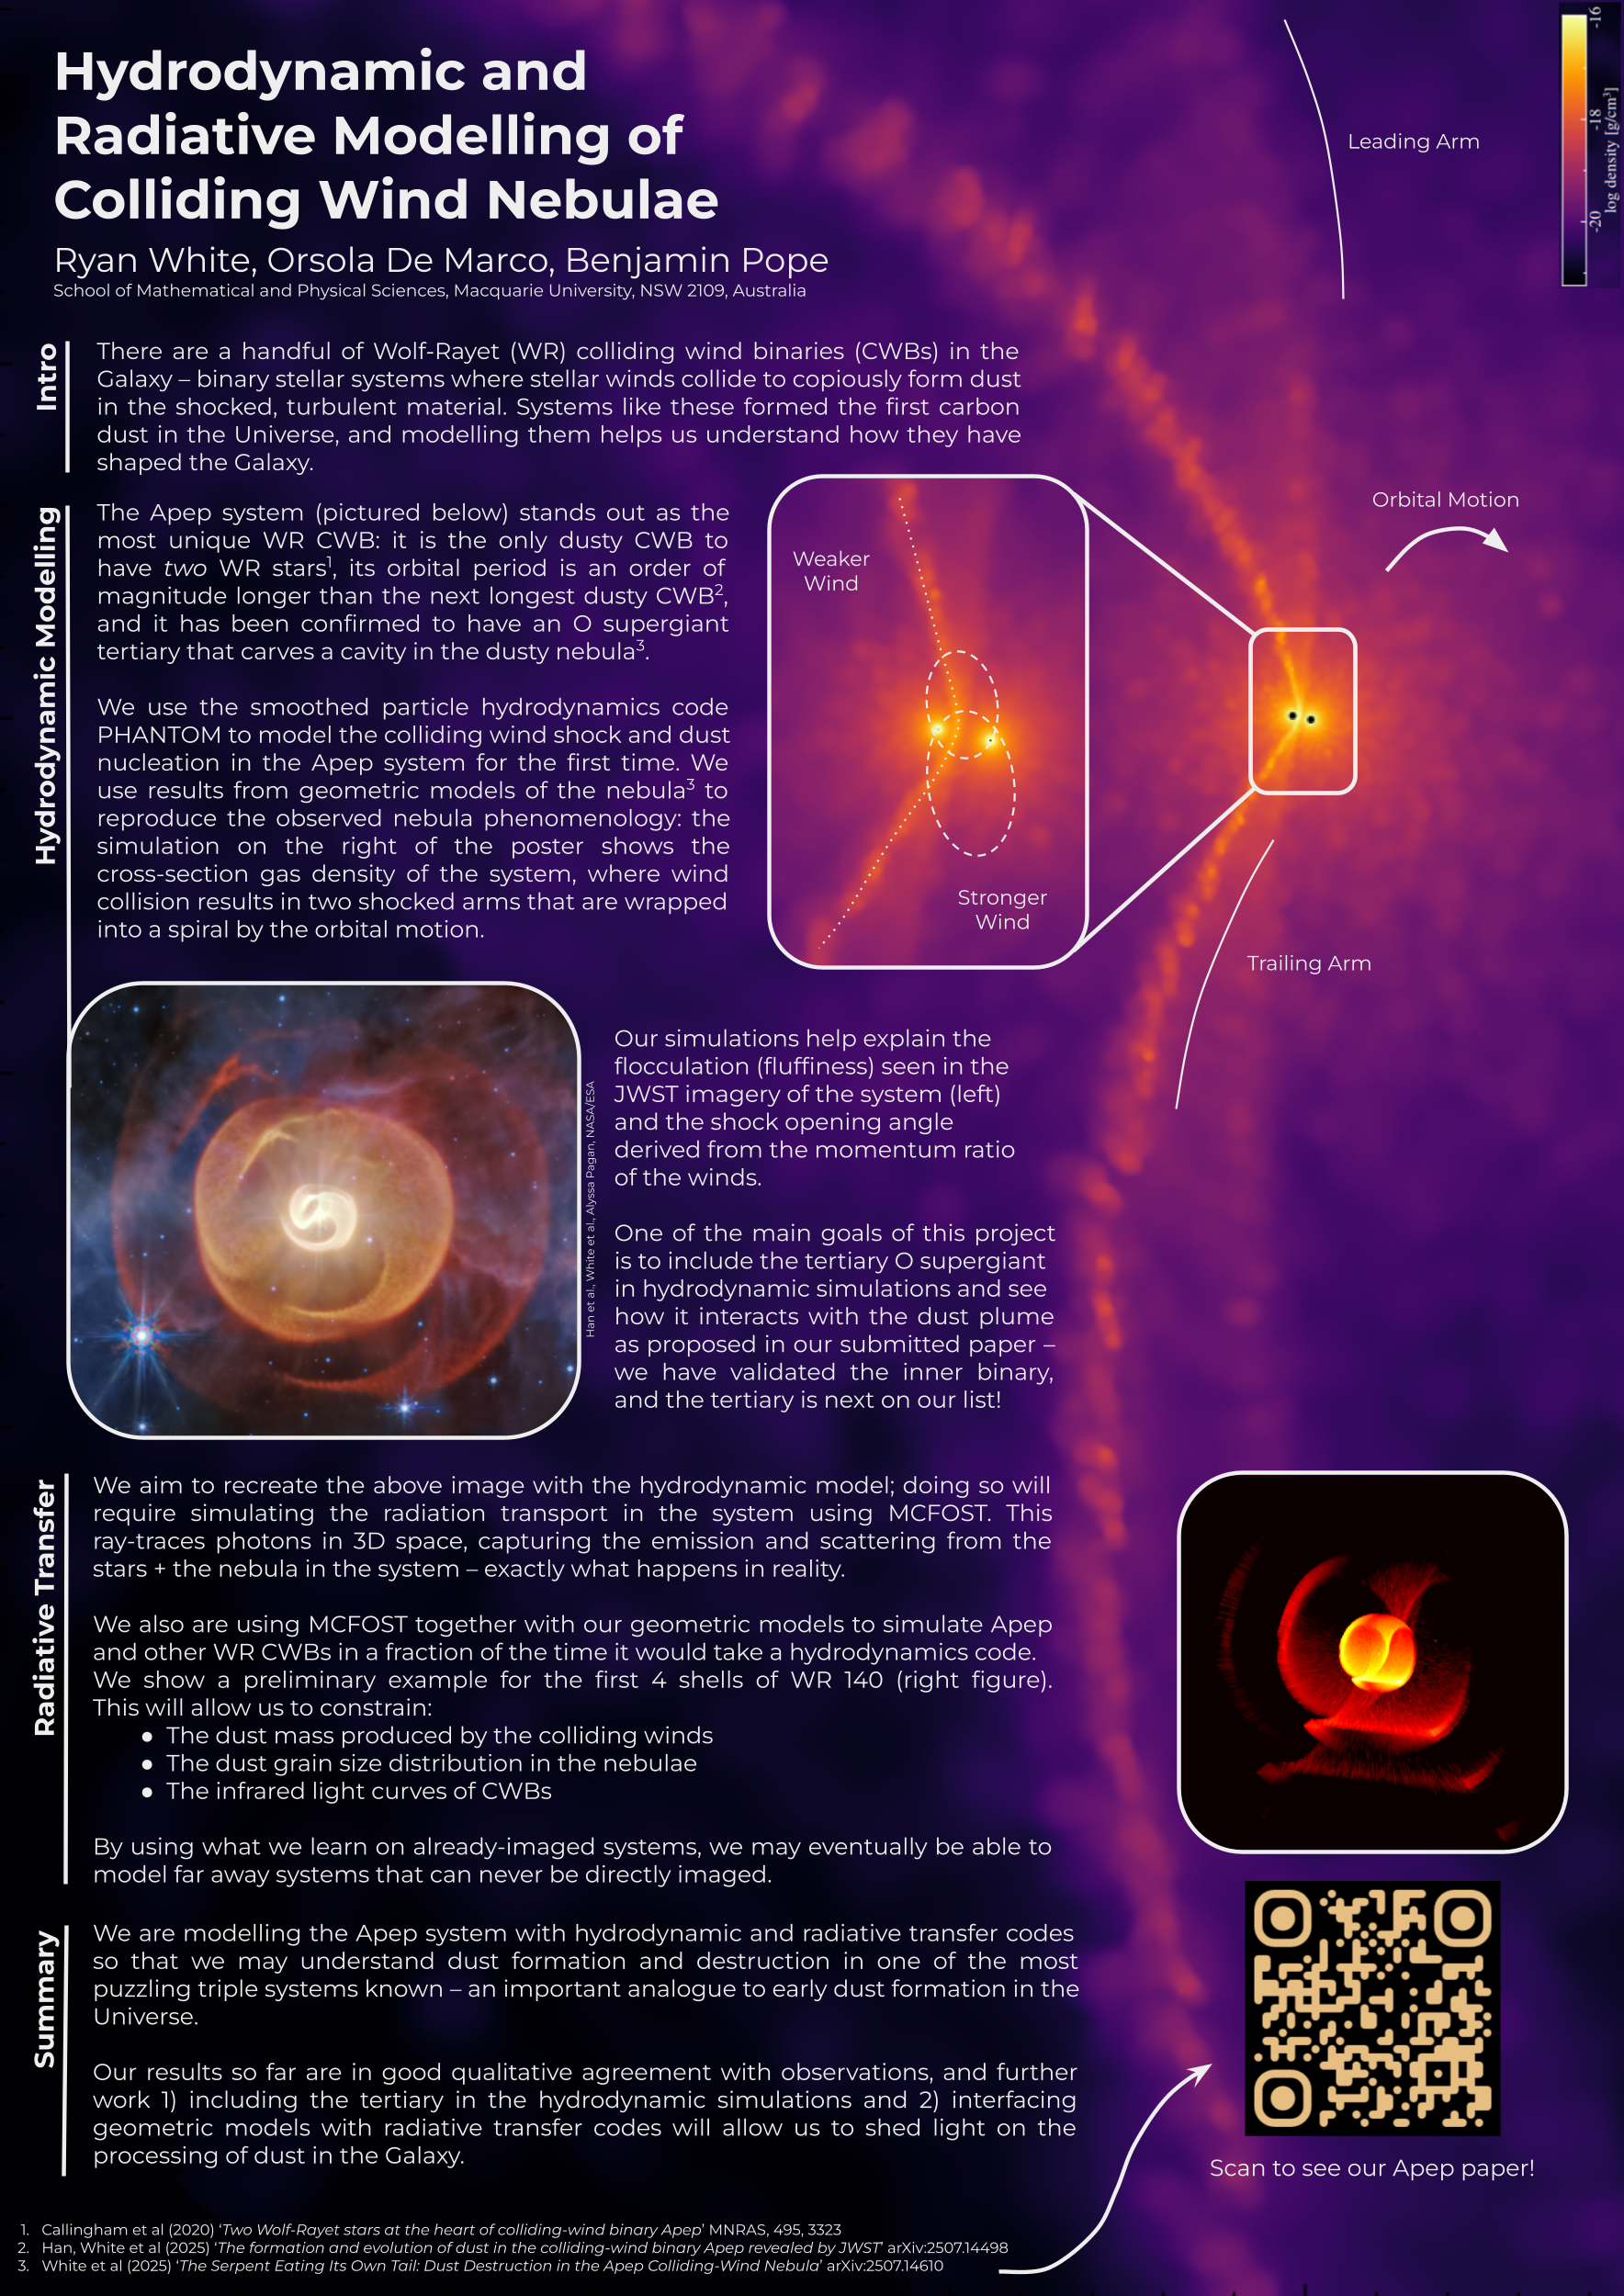 Hydrodynamic and
Radiative Modelling of
Colliding Wind Nebulae
Ryan White, Orsola De Marco, Benjamin Pope
School of Mathematical and Physical Sciences, Macquarie University, NSW 2109, Australia
Leading Arm
-16
-18
-20
log density [g/cm³]
Intro
There are a handful of Wolf-Rayet (WR) colliding wind binaries (CWBs) in the
Galaxy – binary stellar systems where stellar winds collide to copiously form dust
in the shocked, turbulent material. Systems like these formed the first carbon
dust in the Universe, and modelling them helps us understand how they have
shaped the Galaxy.
Hydrodynamic Modelling
The Apep system (pictured below) stands out as the
most unique WR CWB: it is the only dusty CWB to
have two WR stars¹, its orbital period is an order of
magnitude longer than the next longest dusty CWB²,
and it has been confirmed to have an O supergiant
tertiary that carves a cavity in the dusty nebula³.
We use the smoothed particle hydrodynamics code
PHANTOM to model the colliding wind shock and dust
nucleation in the Apep system for the first time. We
use results from geometric models of the nebula³ to
reproduce the observed nebula phenomenology: the
simulation on the right of the poster shows the
cross-section gas density of the system, where wind
collision results in two shocked arms that are wrapped
into a spiral by the orbital motion.
Weaker
Wind
Stronger
Wind
Orbital Motion
Trailing Arm
Han et al., White et al., Alyssa Pagan, NASA/ESA
Our simulations help explain the
flocculation (fluffiness) seen in the
JWST imagery of the system (left)
and the shock opening angle
derived from the momentum ratio
of the winds.
One of the main goals of this project
is to include the tertiary O supergiant
in hydrodynamic simulations and see
how it interacts with the dust plume
as proposed in our submitted paper –
we have validated the inner binary,
and the tertiary is next on our list!
Radiative Transfer
We aim to recreate the above image with the hydrodynamic model; doing so will
require simulating the radiation transport in the system using MCFOST. This
ray-traces photons in 3D space, capturing the emission and scattering from the
stars + the nebula in the system – exactly what happens in reality.
We also are using MCFOST together with our geometric models to simulate Apep
and other WR CWBs in a fraction of the time it would take a hydrodynamics code.
We show a preliminary example for the first 4 shells of WR 140 (right figure).
This will allow us to constrain:
● The dust mass produced by the colliding winds
● The dust grain size distribution in the nebulae
● The infrared light curves of CWBs
By using what we learn on already-imaged systems, we may eventually be able to
model far away systems that can never be directly imaged.
Summary
We are modelling the Apep system with hydrodynamic and radiative transfer codes
so that we may understand dust formation and destruction in one of the most
puzzling triple systems known – an important analogue to early dust formation in the
Universe.
Our results so far are in good qualitative agreement with observations, and further
work 1) including the tertiary in the hydrodynamic simulations and 2) interfacing
geometric models with radiative transfer codes will allow us to shed light on the
processing of dust in the Galaxy.
Scan to see our Apep paper!
1. Callingham et al (2020) ‘Two Wolf-Rayet stars at the heart of colliding-wind binary Apep’ MNRAS, 495, 3323
2. Han, White et al (2025) ‘The formation and evolution of dust in the colliding-wind binary Apep revealed by JWST’ arXiv:2507.14498
3. White et al (2025) ‘The Serpent Eating Its Own Tail: Dust Destruction in the Apep Colliding-Wind Nebula’ arXiv:2507.14610